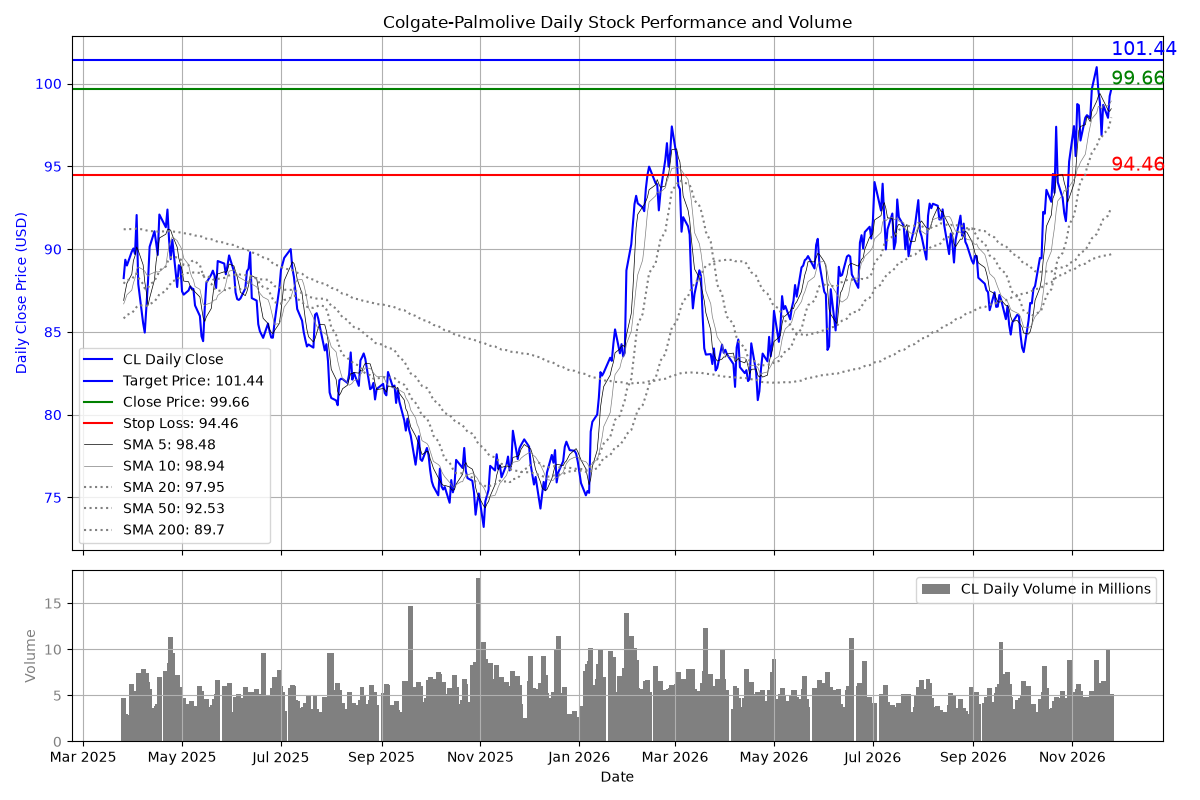 Colgate-Palmolive Daily Stock Performance and Volume
101.44
99.66
94.46
100
95
90
85
80
75
Daily Close Price (USD)
CL Daily Close
Target Price: 101.44
Close Price: 99.66
Stop Loss: 94.46
SMA 5: 98.48
SMA 10: 98.94
SMA 20: 97.95
SMA 50: 92.53
SMA 200: 89.7
CL Daily Volume in Millions
15
10
5
0
Volume
Mar 2025 May 2025 Jul 2025 Sep 2025 Nov 2025 Jan 2026 Mar 2026 May 2026 Jul 2026 Sep 2026 Nov 2026
Date